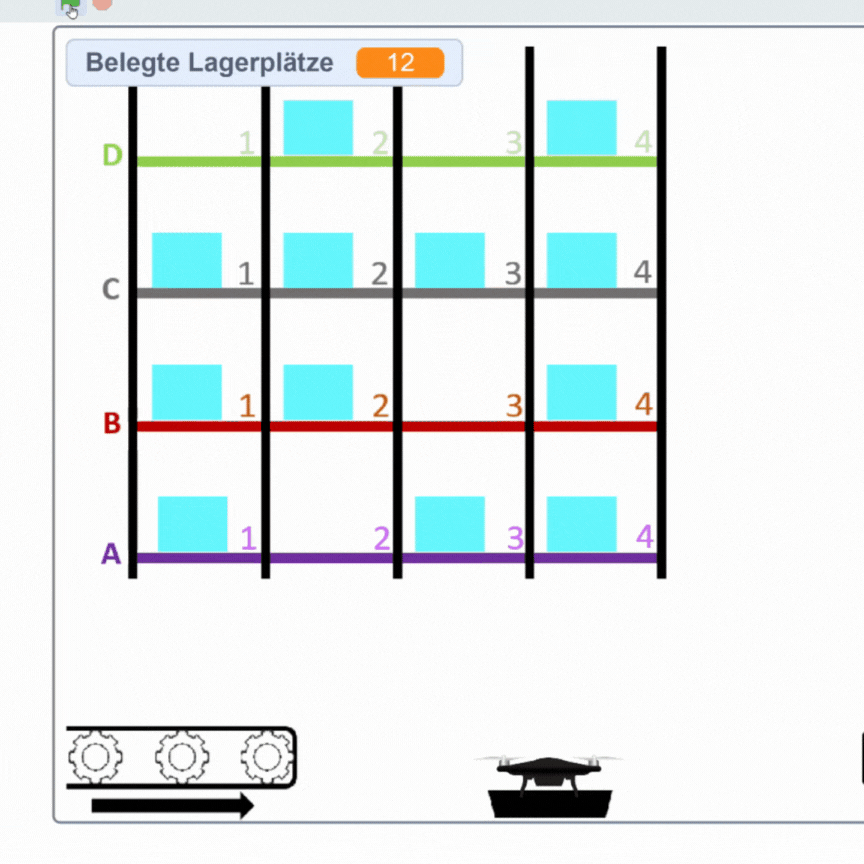 Belegte Lagerplätze 12
D 1 2 3 4
C 1 2 3 4
B 1 2 3 4
A 1 2 3 4